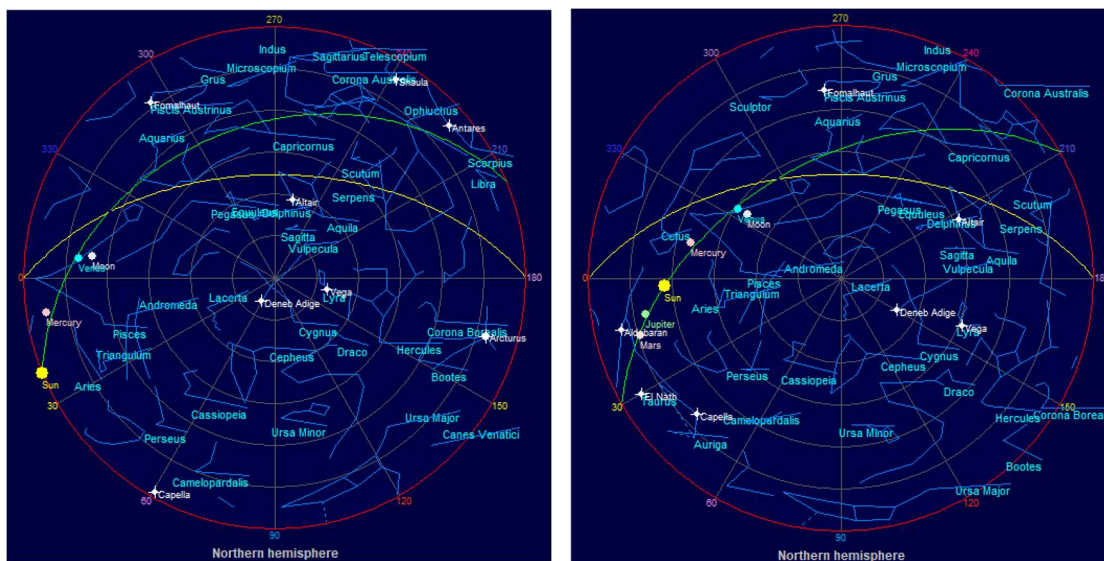 270
300
240
Indus
Sagittarius
Telescopium
Microscopium
Grus
Corona Australis
Shaula
Fomalhaut
Piscis Austrinus
Ophiuchus
Antares
Aquarius
330
Capricornus
210
Scorpius
Scutum
Libra
Serpens
Altair
Pegasus
Equuleus
Delphinus
Aquila
Sagitta
Vulpecula
Venus
Moon
0
180
Vega
Lyra
Andromeda
Lacerta
Deneb Adige
Mercury
Pisces
Cygnus
Corona Borealis
Arcturus
Triangulum
Cepheus
Draco
Hercules
Bootes
Sun
Aries
30
150
Cassiopeia
Ursa Major
Perseus
Ursa Minor
Canes Venatici
Camelopardalis
60
Capella
120
90
Northern hemisphere
270
300
240
Indus
Microscopium
Grus
Corona Australis
Fomalhaut
Piscis Austrinus
Sculptor
Aquarius
330
210
Capricornus
Venus
Moon
Pegasus
Equuleus
Delphinus
Altair
Scutum
Serpens
Cetus
Mercury
Sagitta
Aquila
Vulpecula
Andromeda
0
180
Pisces
Lacerta
Sun
Triangulum
Aries
Deneb Adige
Jupiter
Aldebaran
Mars
Vega
Lyra
Cygnus
Cepheus
Perseus
Cassiopeia
Draco
El Nath
Taurus
30
150
Capella
Camelopardalis
Hercules
Corona Borea
Auriga
Ursa Minor
Bootes
Ursa Major
60
120
90
Northern hemisphere